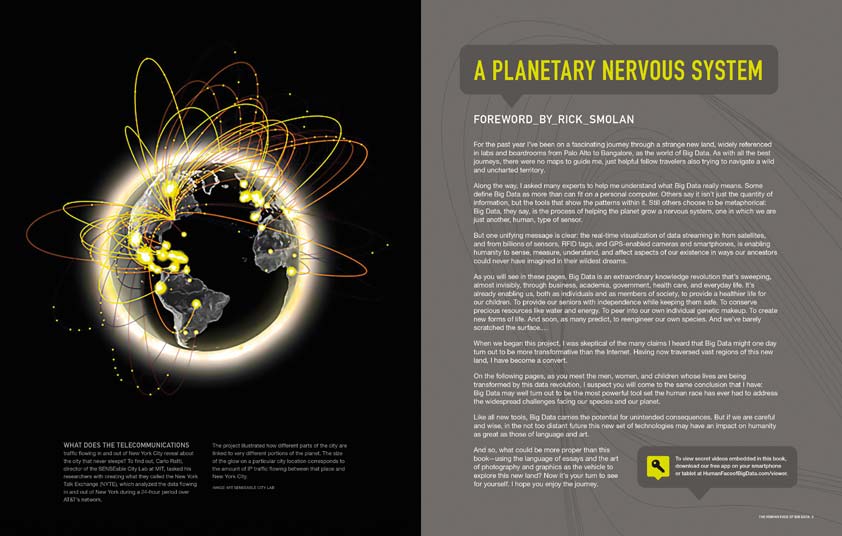 WHAT DOES THE TELECOMMUNICATIONS
traffic flowing in and out of New York City reveal about
the city that never sleeps? To find out, Carlo Ratti,
director of the SENSEable City Lab at MIT, tasked his
researchers with creating what they called the New York
Talk Exchange (NYTE), which analyzed the data flowing
in and out of New York during a 24-hour period over
AT&T's network.
The project illustrated how different parts of the city are
linked to very different portions of the planet. The size
of the glow on a particular city location corresponds to
the amount of IP traffic flowing between that place and
New York City.
IMAGE: MIT SENSEABLE CITY LAB
A PLANETARY NERVOUS SYSTEM
FOREWORD_BY_RICK_SMOLAN
For the past year I've been on a fascinating journey through a strange new land, widely referenced
in labs and boardrooms from Palo Alto to Bangalore, as the world of Big Data. As with all the best
journeys, there were no maps to guide me, just helpful fellow travelers also trying to navigate a wild
and uncharted territory.
Along the way, I asked many experts to help me understand what Big Data really means. Some
define Big Data as more than can fit on a personal computer. Others say it isn't just the quantity of
information, but the tools that show the patterns within it. Still others choose to be metaphorical:
Big Data, they say, is the process of helping the planet grow a nervous system, one in which we are
just another, human, type of sensor.
But one unifying message is clear: the real-time visualization of data streaming in from satellites,
and from billions of sensors, RFID tags, and GPS-enabled cameras and smartphones, is enabling
humanity to sense, measure, understand, and affect aspects of our existence in ways our ancestors
could never have imagined in their wildest dreams.
As you will see in these pages, Big Data is an extraordinary knowledge revolution that's sweeping,
almost invisibly, through business, academia, government, health care, and everyday life. It's
already enabling us, both as individuals and as members of society, to provide a healthier life for
our children. To provide our seniors with independence while keeping them safe. To conserve
precious resources like water and energy. To peer into our own individual genetic makeup. To create
new forms of life. And soon, as many predict, to reengineer our own species. And we've barely
scratched the surface....
When we began this project, I was skeptical of the many claims I heard that Big Data might one day
turn out to be more transformative than the Internet. Having now traversed vast regions of this new
land, I have become a convert.
On the following pages, as you meet the men, women, and children whose lives are being
transformed by this data revolution, I suspect you will come to the same conclusion that I have:
Big Data may well turn out to be the most powerful tool set the human race has ever had to address
the widespread challenges facing our species and our planet.
Like all new tools, Big Data carries the potential for unintended consequences. But if we are careful
and wise, in the not too distant future this new set of technologies may have an impact on humanity
as great as those of language and art.
And so, what could be more proper than this
book—using the language of essays and the art
of photography and graphics as the vehicle to
explore this new land? Now it's your turn to see
for yourself. I hope you enjoy the journey.
To view secret videos embedded in this book,
download our free app on your smartphone
or tablet at HumanFaceofBigData.com/viewer.
THE HUMAN FACE OF BIG DATA